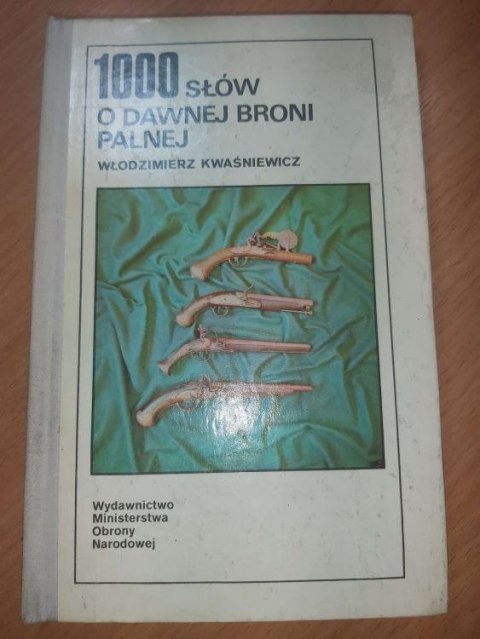 1000 SŁÓW
O DAWNEJ BRONI
PALNEJ
WŁODZIMIERZ KWAŚNIEWICZ
Wydawnictwo
Ministerstwa
Obrony
Narodowej